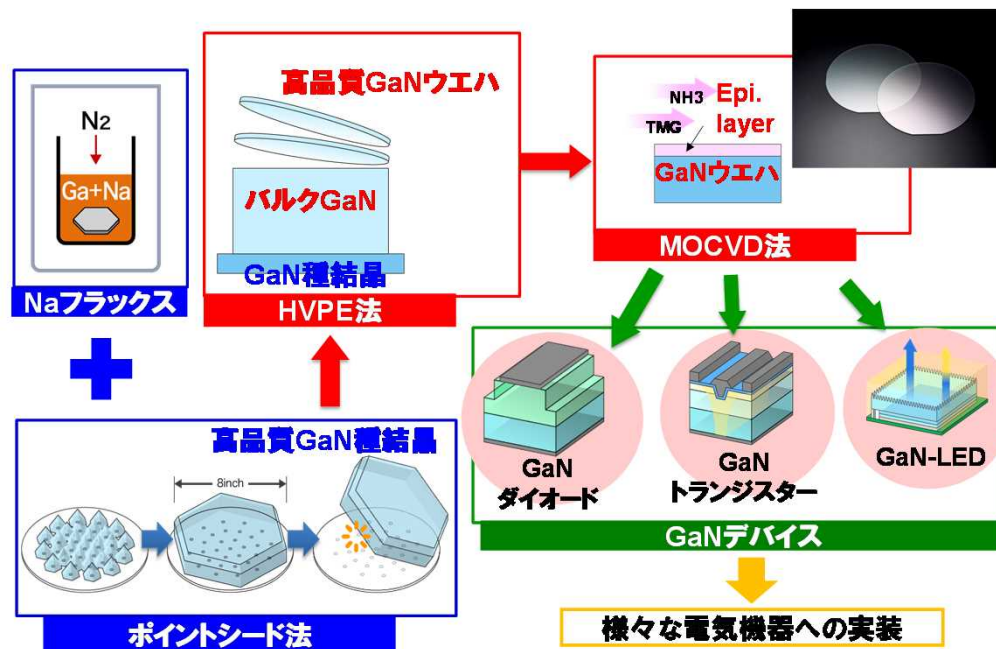 N2
Ga+Na
Naフラックス
高品質GaNウエハ
バルクGaN
GaN種結晶
HVPE法
NH3
TMG
Epi.
layer
GaNウエハ
MOCVD法
高品質GaN種結晶
8inch
ポイントシード法
GaN
ダイオード
GaN
トランジスター
GaN-LED
GaNデバイス
様々な電気機器への実装